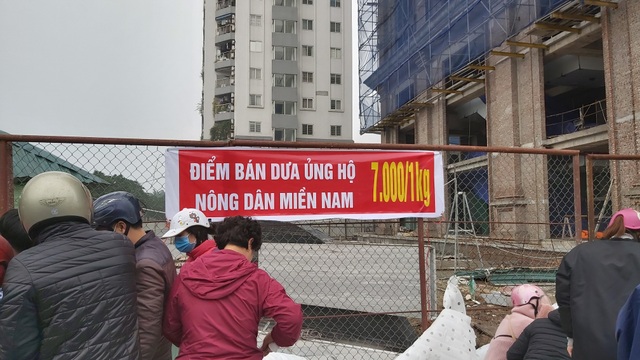 ĐIỂM BÁN DƯA ỦNG HỘ
NÔNG DÂN MIỀN NAM
7.000/1kg